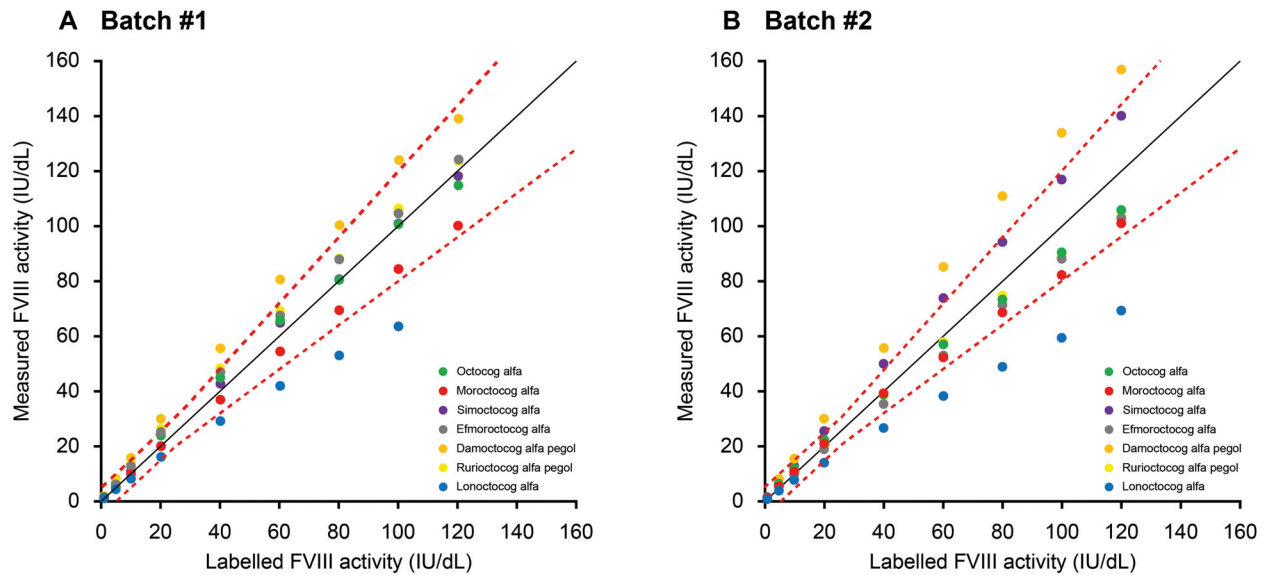 A Batch #1
Measured FVIII activity (IU/dL)
160
140
120
100
80
60
40
20
0
Octocog alfa
Moroctocog alfa
Simoctocog alfa
Efmoroctocog alfa
Damoctocog alfa pegol
Rurioctocog alfa pegol
Lonoctocog alfa
0 20 40 60 80 100 120 140 160
Labelled FVIII activity (IU/dL)
B Batch #2
Measured FVIII activity (IU/dL)
160
140
120
100
80
60
40
20
0
Octocog alfa
Moroctocog alfa
Simoctocog alfa
Efmoroctocog alfa
Damoctocog alfa pegol
Rurioctocog alfa pegol
Lonoctocog alfa
0 20 40 60 80 100 120 140 160
Labelled FVIII activity (IU/dL)